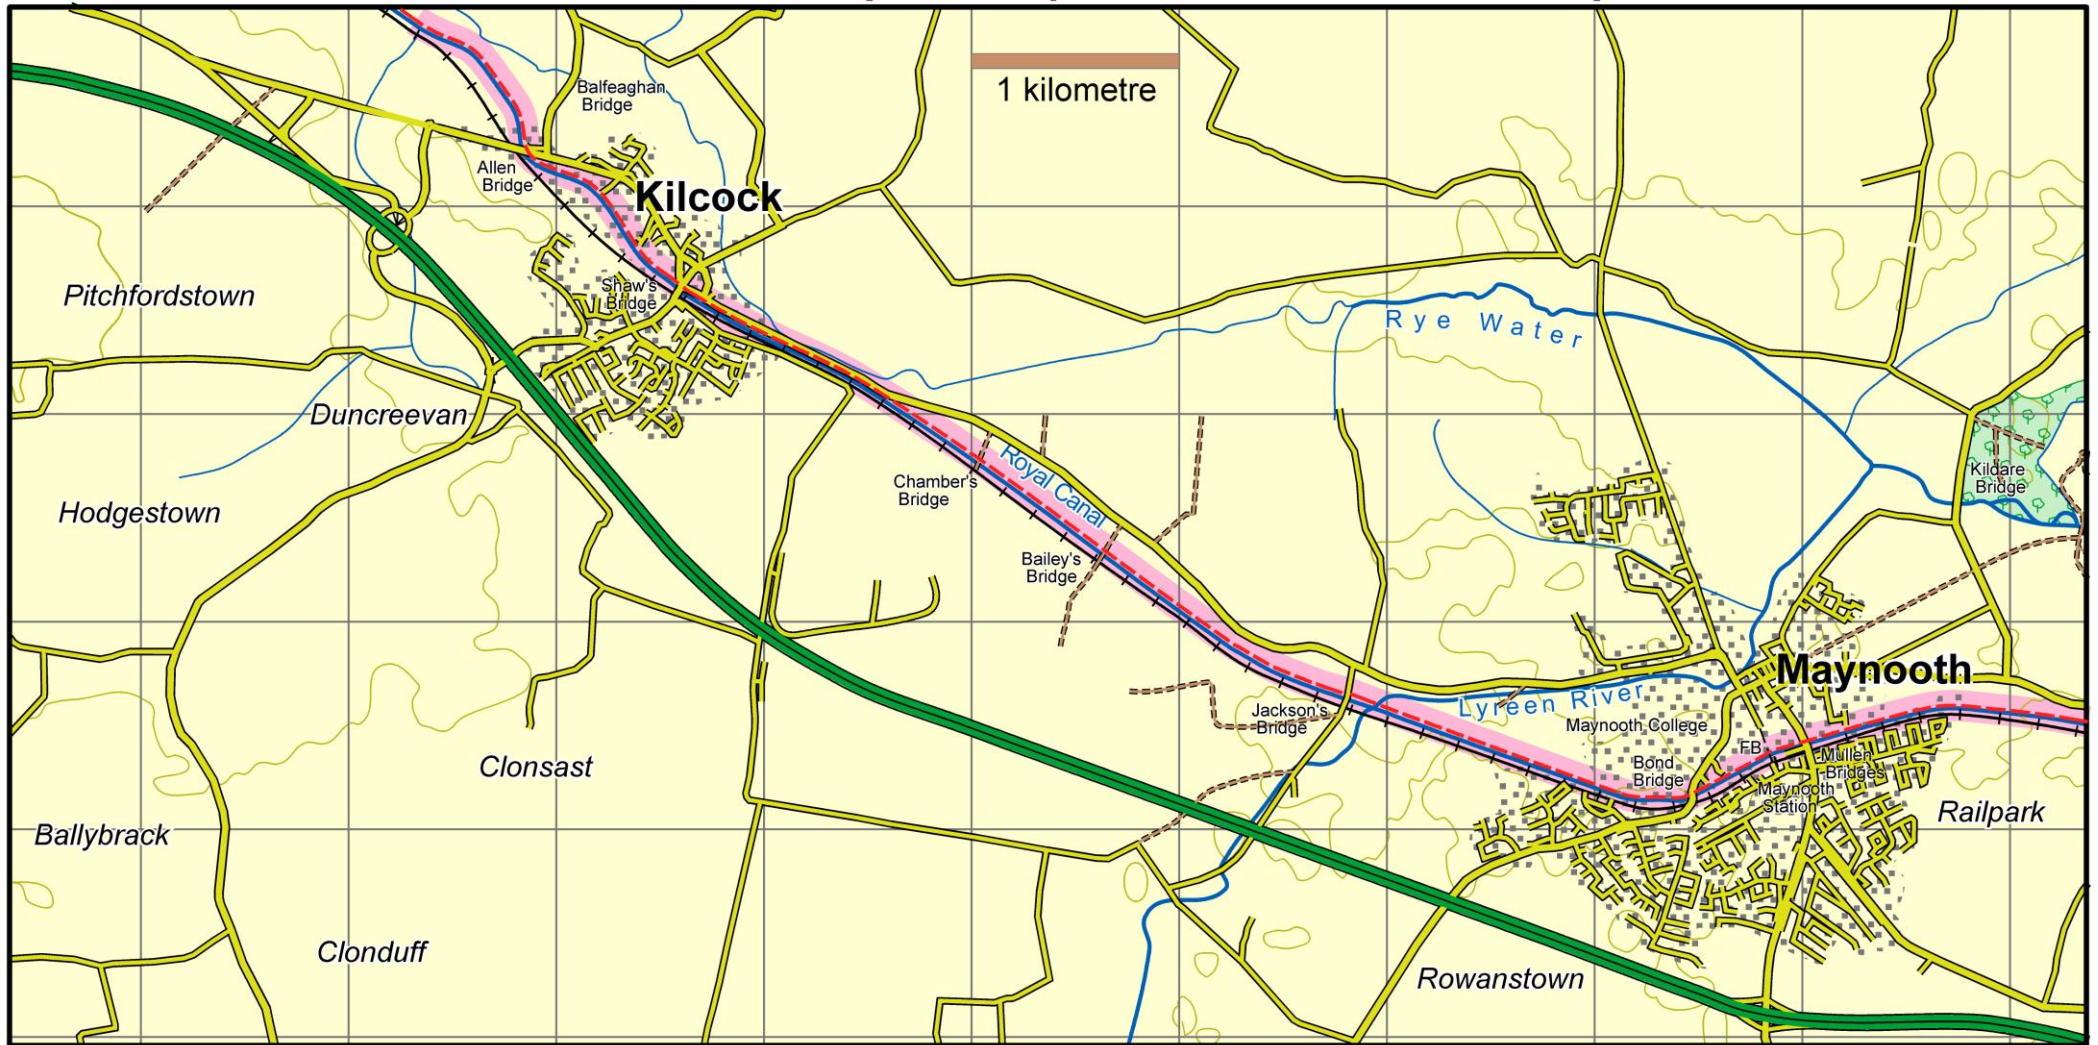 Balfeaghan
Bridge
1 kilometre
Allen
Bridge
Kilcock
Shaw's
Bridge
Pitchfordstown
Rye Water
Duncreevan
Royal Canal
Kildare
Bridge
Chamber's
Bridge
Hodgestown
Bailey's
Bridge
Maynooth
Lyreen River
Jackson's
Bridge
Maynooth College
FB
Mullen
Bridges
Bond
Bridge
Maynooth
Station
Clonsast
Railpark
Ballybrack
Clonduff
Rowanstown